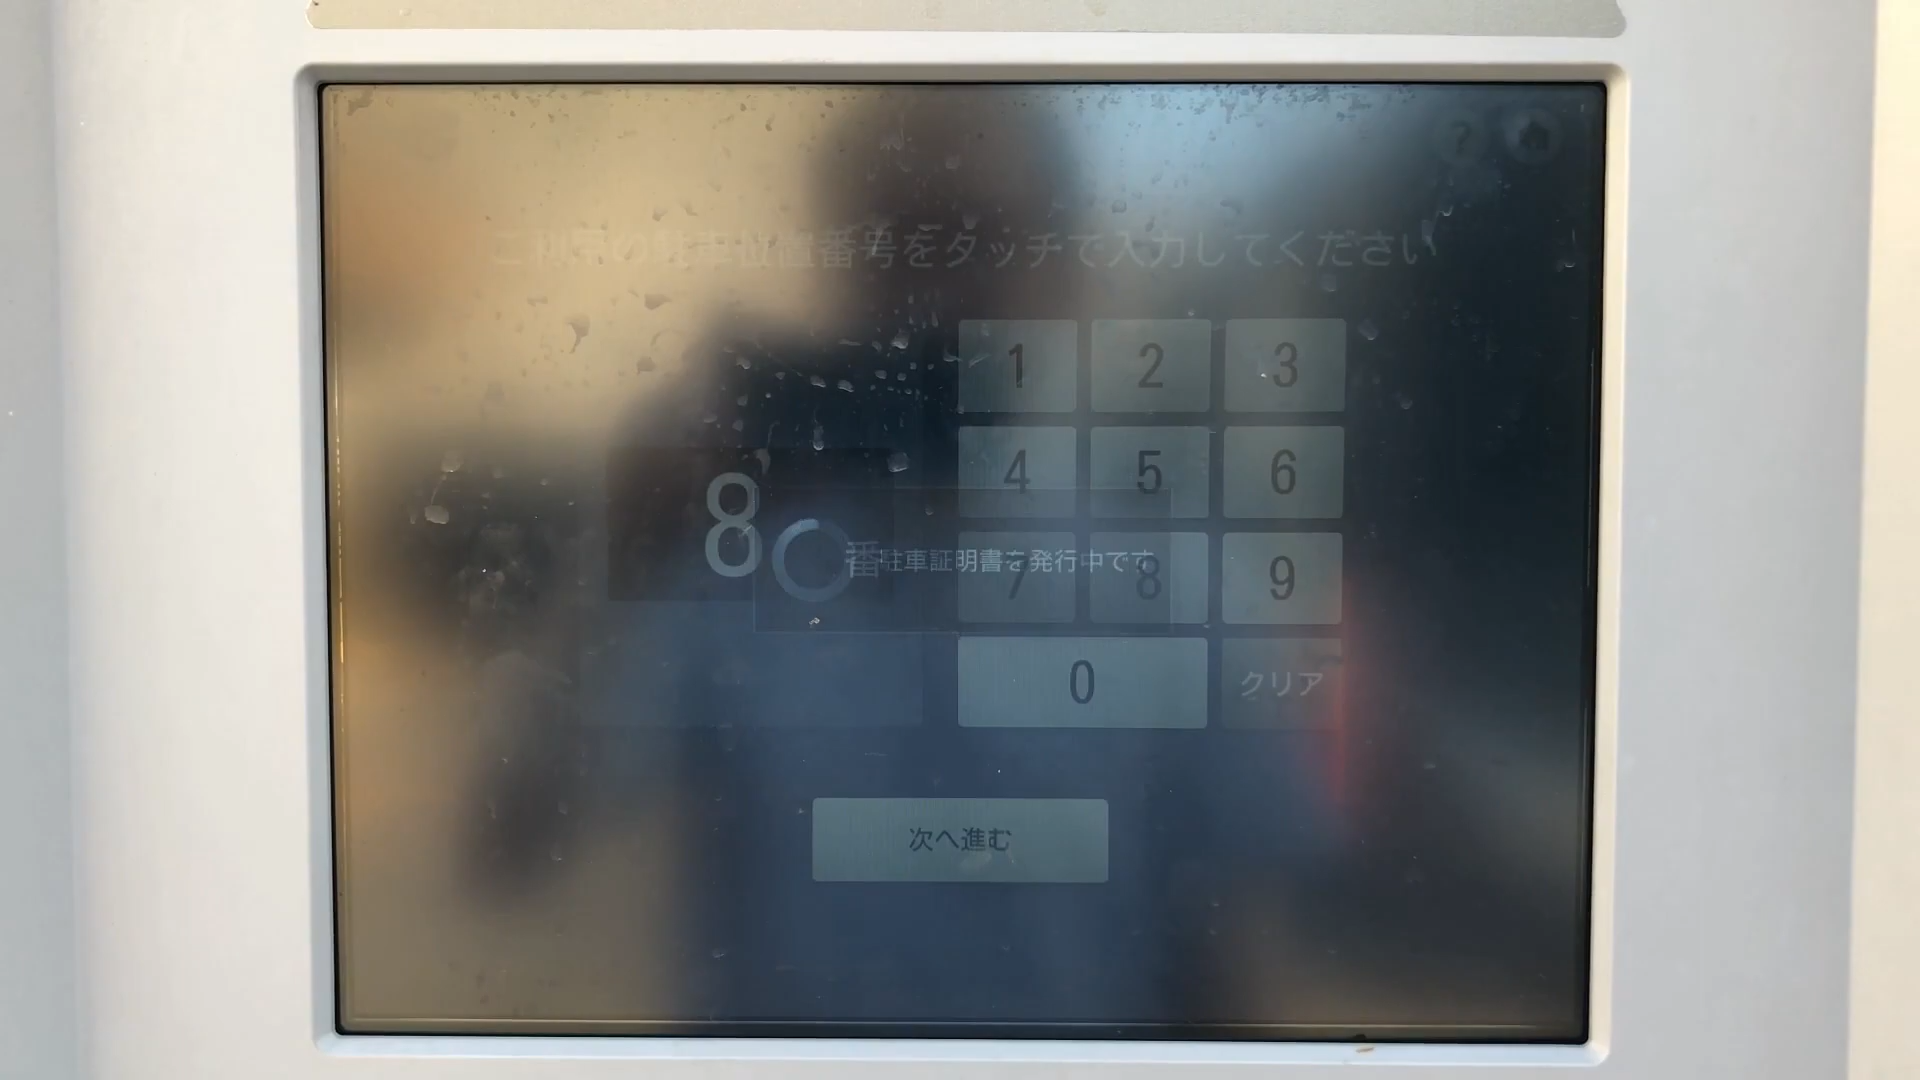 ?
ご利用の駐車位置番号をタッチで入力してください
1 2 3
4 5 6
7 8 9
0 クリア
8番
駐車証明書を発行中です
次へ進む